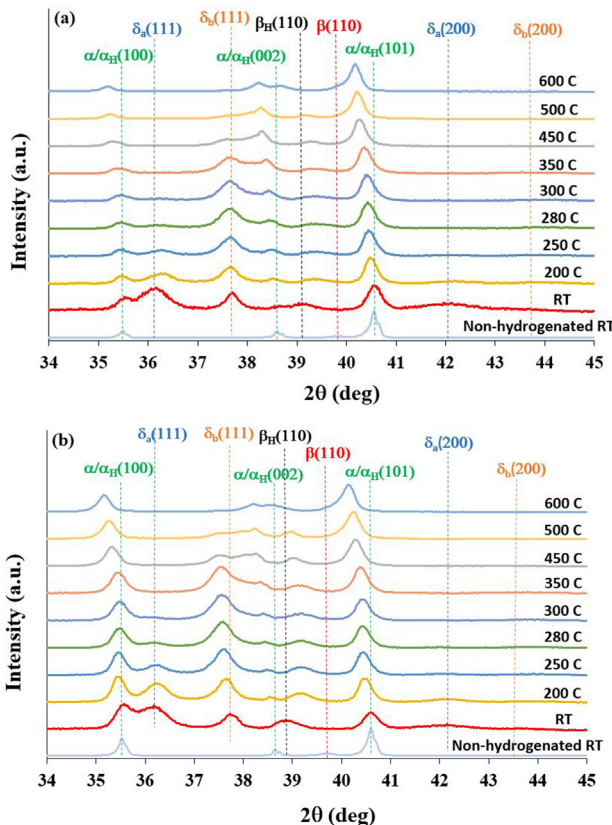 (a)
δa(111)
δb(111)
βH(110)
β(110)
δa(200)
δb(200)
α/αH(100)
α/αH(002)
α/αH(101)
600 C
500 C
450 C
350 C
300 C
280 C
250 C
200 C
RT
Non-hydrogenated RT
Intensity (a.u.)
34 35 36 37 38 39 40 41 42 43 44 45
2θ (deg)
(b)
δa(111)
δb(111)
βH(110)
β(110)
δa(200)
δb(200)
α/αH(100)
α/αH(002)
α/αH(101)
600 C
500 C
450 C
350 C
300 C
280 C
250 C
200 C
RT
Non-hydrogenated RT
Intensity (a.u.)
34 35 36 37 38 39 40 41 42 43 44 45
2θ (deg)